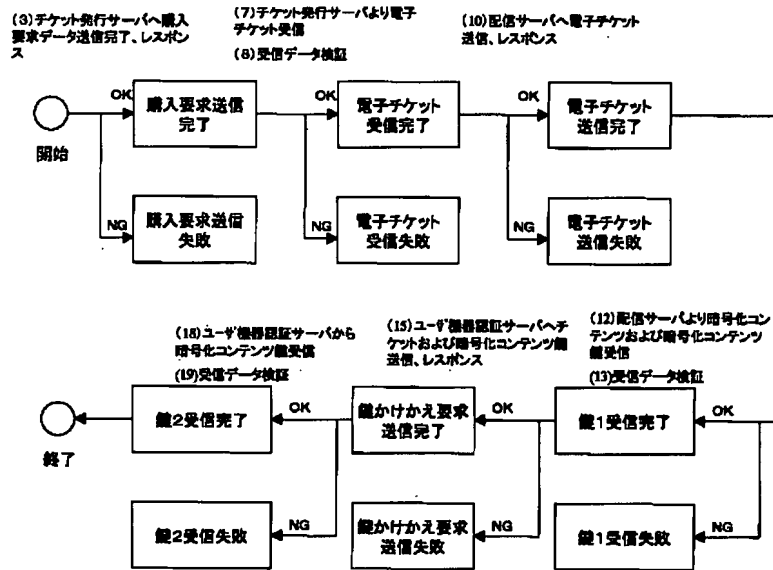 (3)チケット発行サーバへ購入
要求データ送信完了、レスポン
ス
(7)チケット発行サーバより電子
チケット受信
(8)受信データ検証
(10)配信サーバへ電子チケット
送信、レスポンス
開始
OK
購入要求送信
完了
OK
電子チケット
受信完了
OK
電子チケット
送信完了
NG
購入要求送信
失敗
NG
電子チケット
受信失敗
NG
電子チケット
送信失敗
(18)ユーザ機器認証サーバから
暗号化コンテンツ鍵受信
(19)受信データ検証
(15)ユーザ機器認証サーバへチ
ケットおよび暗号化コンテンツ鍵
送信、レスポンス
(12)配信サーバより暗号化コン
テンツおよび暗号化コンテンツ
鍵受信
(13)受信データ検証
終了
鍵2受信完了
OK
鍵かけかえ要求
送信完了
OK
鍵1受信完了
OK
鍵2受信失敗
NG
鍵かけかえ要求
送信失敗
NG
鍵1受信失敗
NG